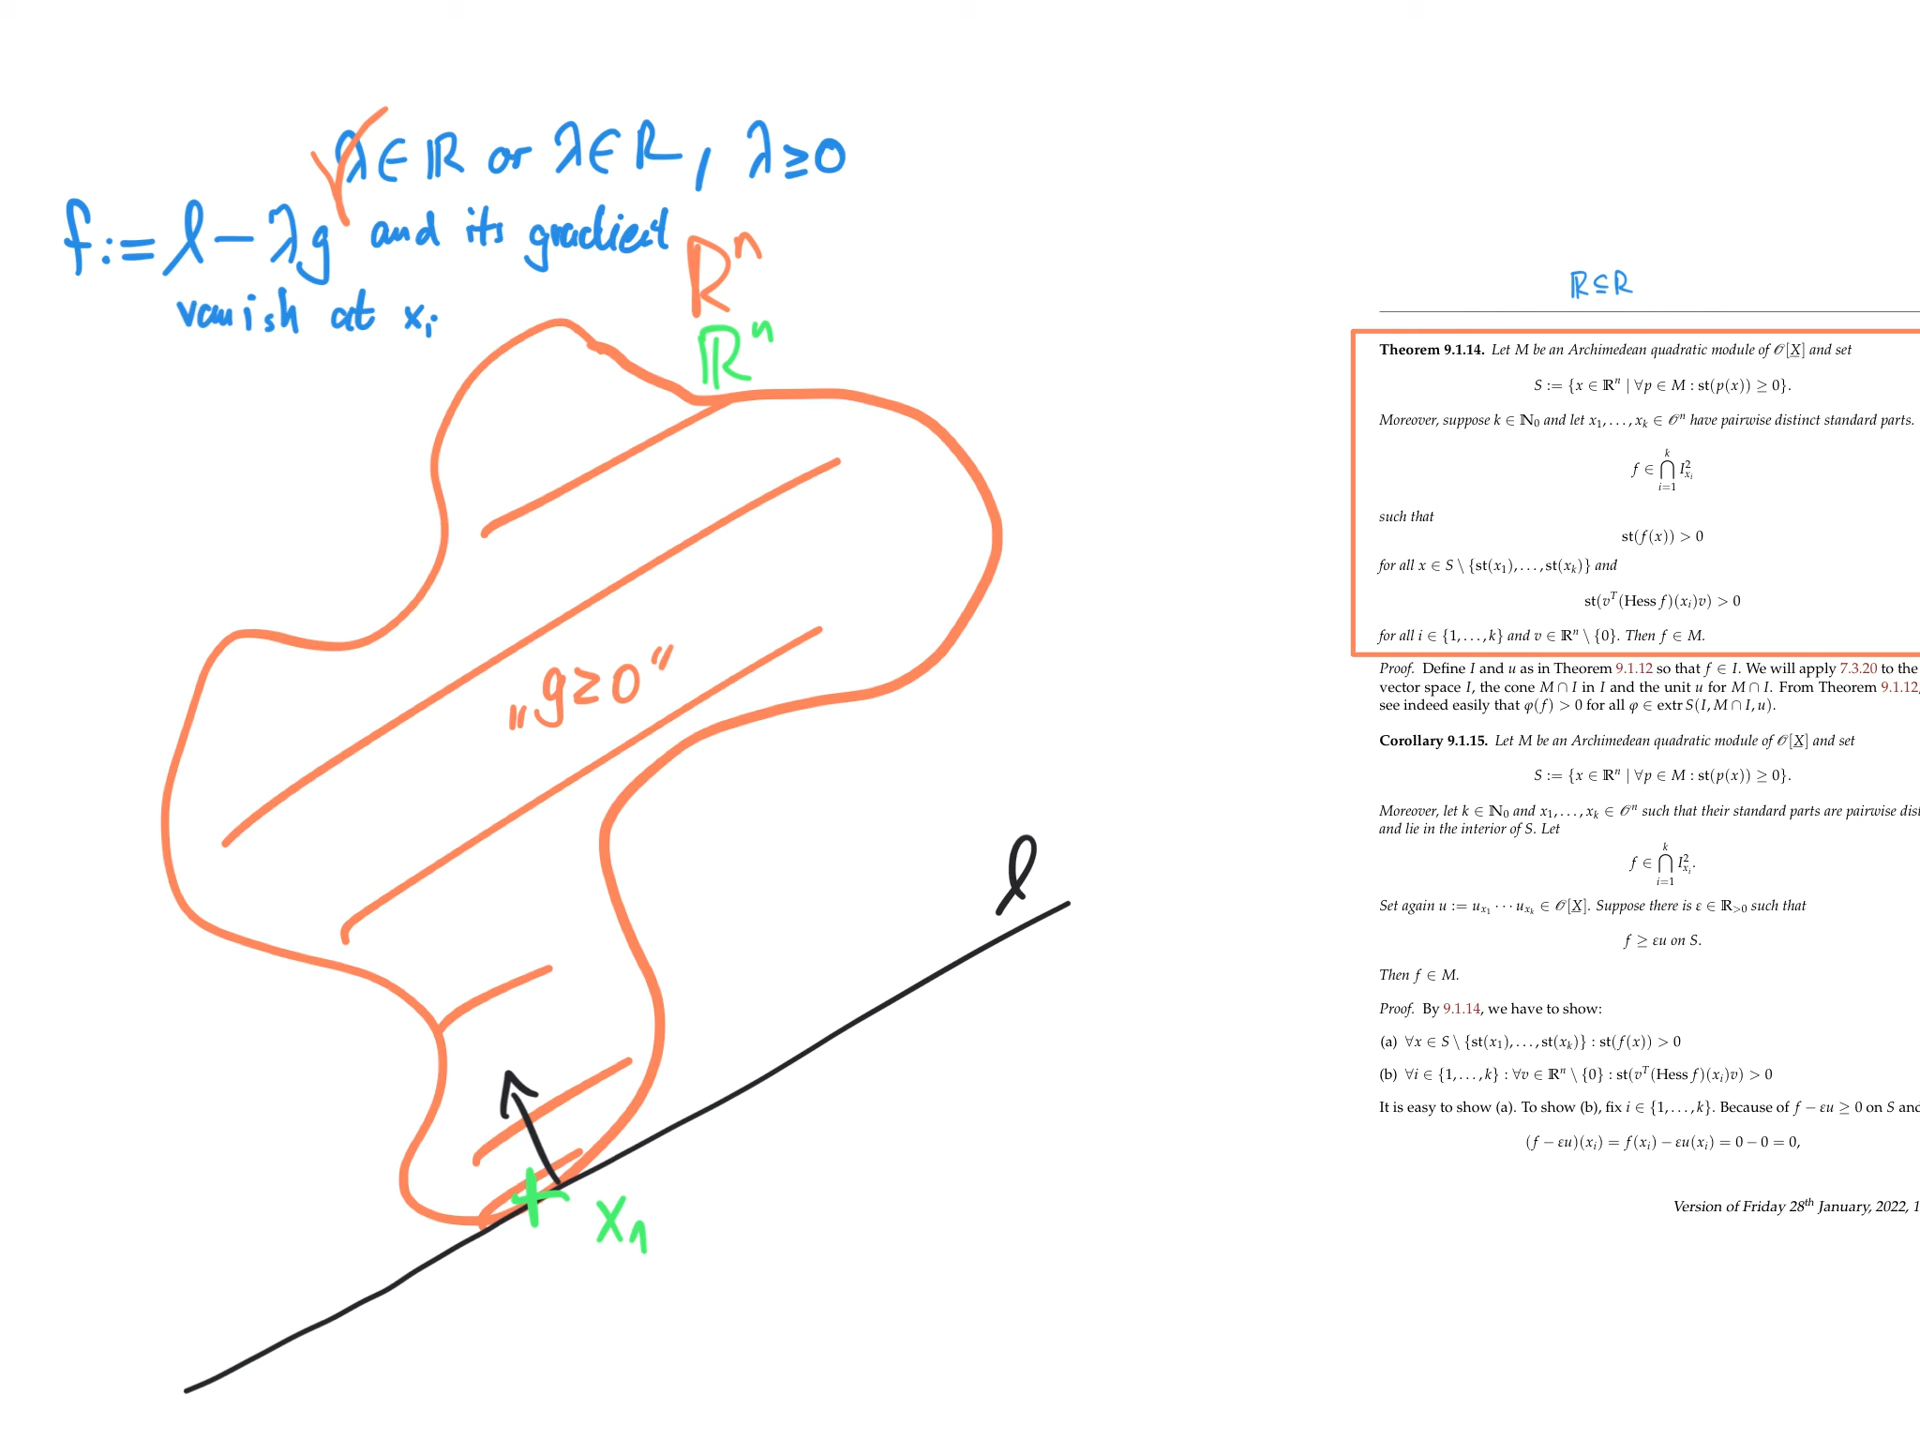 λ∈ℝ or λ∈R, λ≥0
f:= ℓ−λg and its gradient
vanish at xᵢ
Rⁿ
ℝⁿ
„g≥0"
ℓ
x₁
ℝ⊆R
Theorem 9.1.14. Let M be an Archimedean quadratic module of 𝒪[X] and set
S := {x ∈ ℝⁿ | ∀p ∈ M : st(p(x)) ≥ 0}.
Moreover, suppose k ∈ ℕ₀ and let x₁, . . . , xₖ ∈ 𝒪ⁿ have pairwise distinct standard parts.
f ∈ ⋂ᵢ₌₁ᵏ I²ₓᵢ
such that
st(f(x)) > 0
for all x ∈ S \ {st(x₁), . . . , st(xₖ)} and
st(vᵀ(Hess f)(xᵢ)v) > 0
for all i ∈ {1, . . . , k} and v ∈ ℝⁿ \ {0}. Then f ∈ M.
Proof. Define I and u as in Theorem 9.1.12 so that f ∈ I. We will apply 7.3.20 to the
vector space I, the cone M ∩ I in I and the unit u for M ∩ I. From Theorem 9.1.12,
see indeed easily that φ(f) > 0 for all φ ∈ extr S(I, M ∩ I, u).
Corollary 9.1.15. Let M be an Archimedean quadratic module of 𝒪[X] and set
S := {x ∈ ℝⁿ | ∀p ∈ M : st(p(x)) ≥ 0}.
Moreover, let k ∈ ℕ₀ and x₁, . . . , xₖ ∈ 𝒪ⁿ such that their standard parts are pairwise dist
and lie in the interior of S. Let
f ∈ ⋂ᵢ₌₁ᵏ I²ₓᵢ.
Set again u := uₓ₁ · · · uₓₖ ∈ 𝒪[X]. Suppose there is ε ∈ ℝ>0 such that
f ≥ εu on S.
Then f ∈ M.
Proof. By 9.1.14, we have to show:
(a) ∀x ∈ S \ {st(x₁), . . . , st(xₖ)} : st(f(x)) > 0
(b) ∀i ∈ {1, . . . , k} : ∀v ∈ ℝⁿ \ {0} : st(vᵀ(Hess f)(xᵢ)v) > 0
It is easy to show (a). To show (b), fix i ∈ {1, . . . , k}. Because of f − εu ≥ 0 on S and
(f − εu)(xᵢ) = f(xᵢ) − εu(xᵢ) = 0 − 0 = 0,
Version of Friday 28ᵗʰ January, 2022, 1